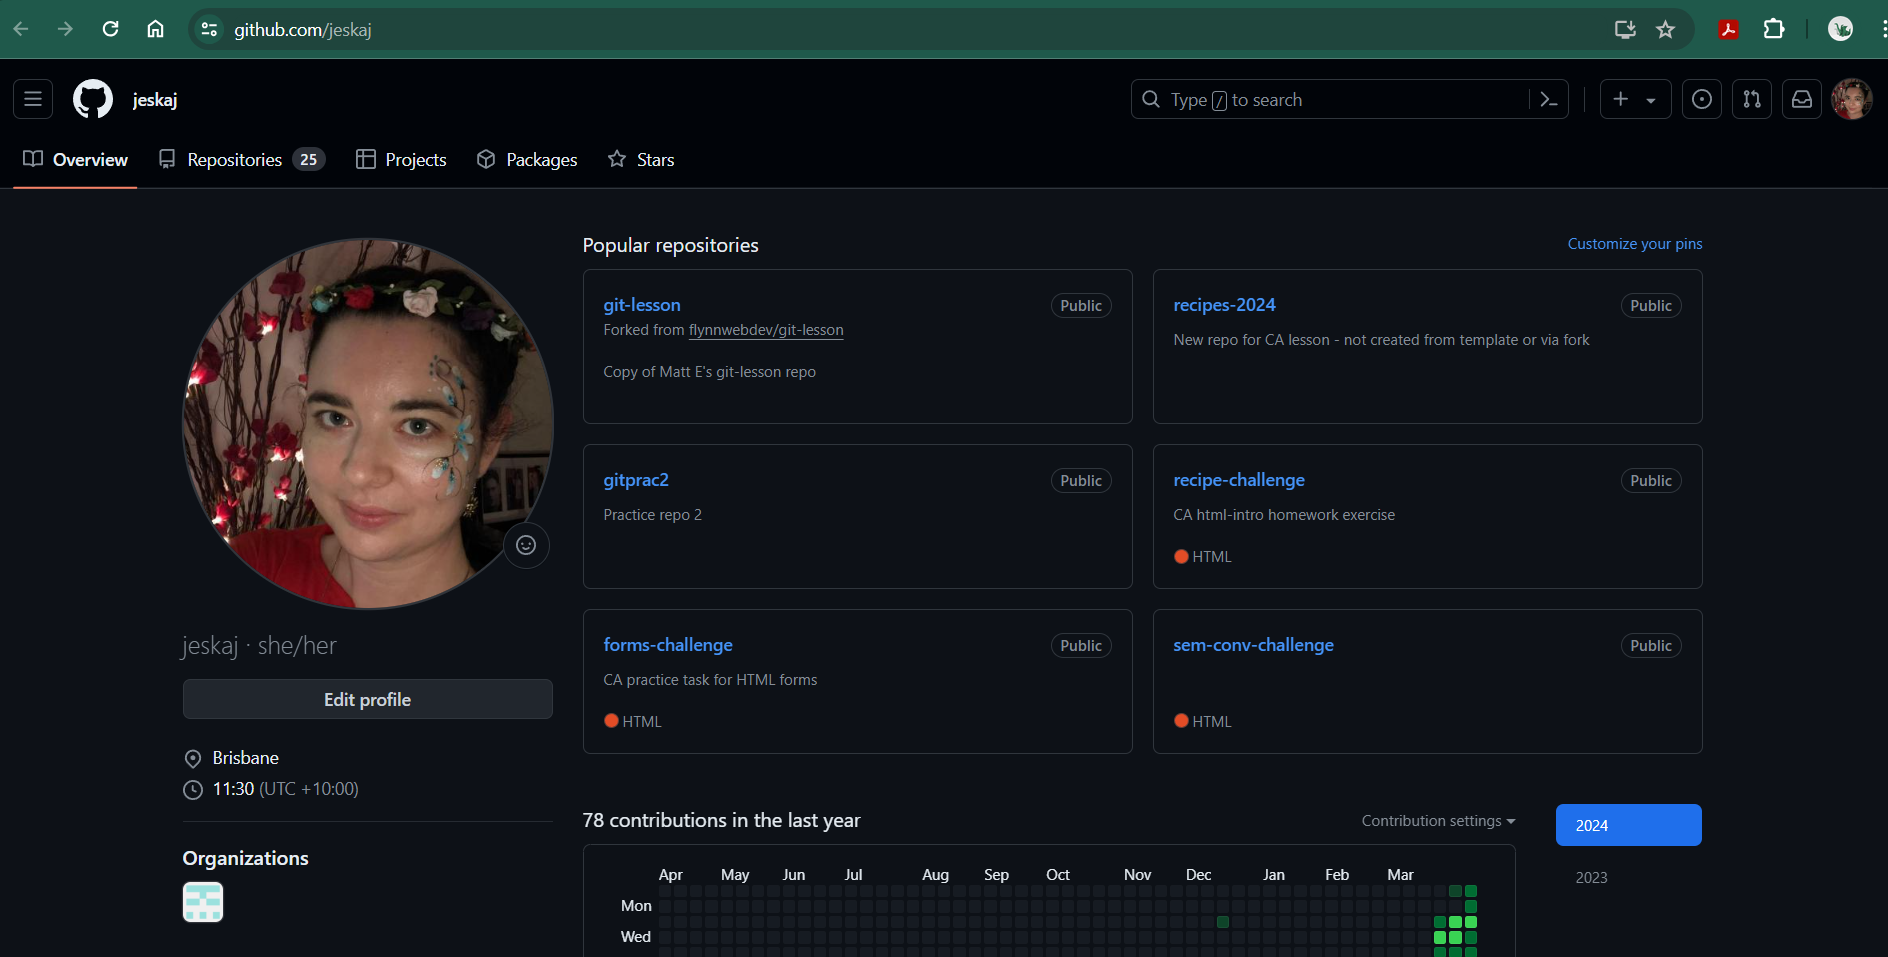 github.com/jeskaj
jeskaj
Type / to search
Overview
Repositories 25
Projects
Packages
Stars
jeskaj · she/her
Edit profile
Brisbane
11:30 (UTC +10:00)
Organizations
Popular repositories
Customize your pins
git-lesson
Public
Forked from flynnwebdev/git-lesson
Copy of Matt E's git-lesson repo
recipes-2024
Public
New repo for CA lesson - not created from template or via fork
gitprac2
Public
Practice repo 2
recipe-challenge
Public
CA html-intro homework exercise
HTML
forms-challenge
Public
CA practice task for HTML forms
HTML
sem-conv-challenge
Public
HTML
78 contributions in the last year
Contribution settings
2024
2023
Apr May Jun Jul Aug Sep Oct Nov Dec Jan Feb Mar
Mon
Wed